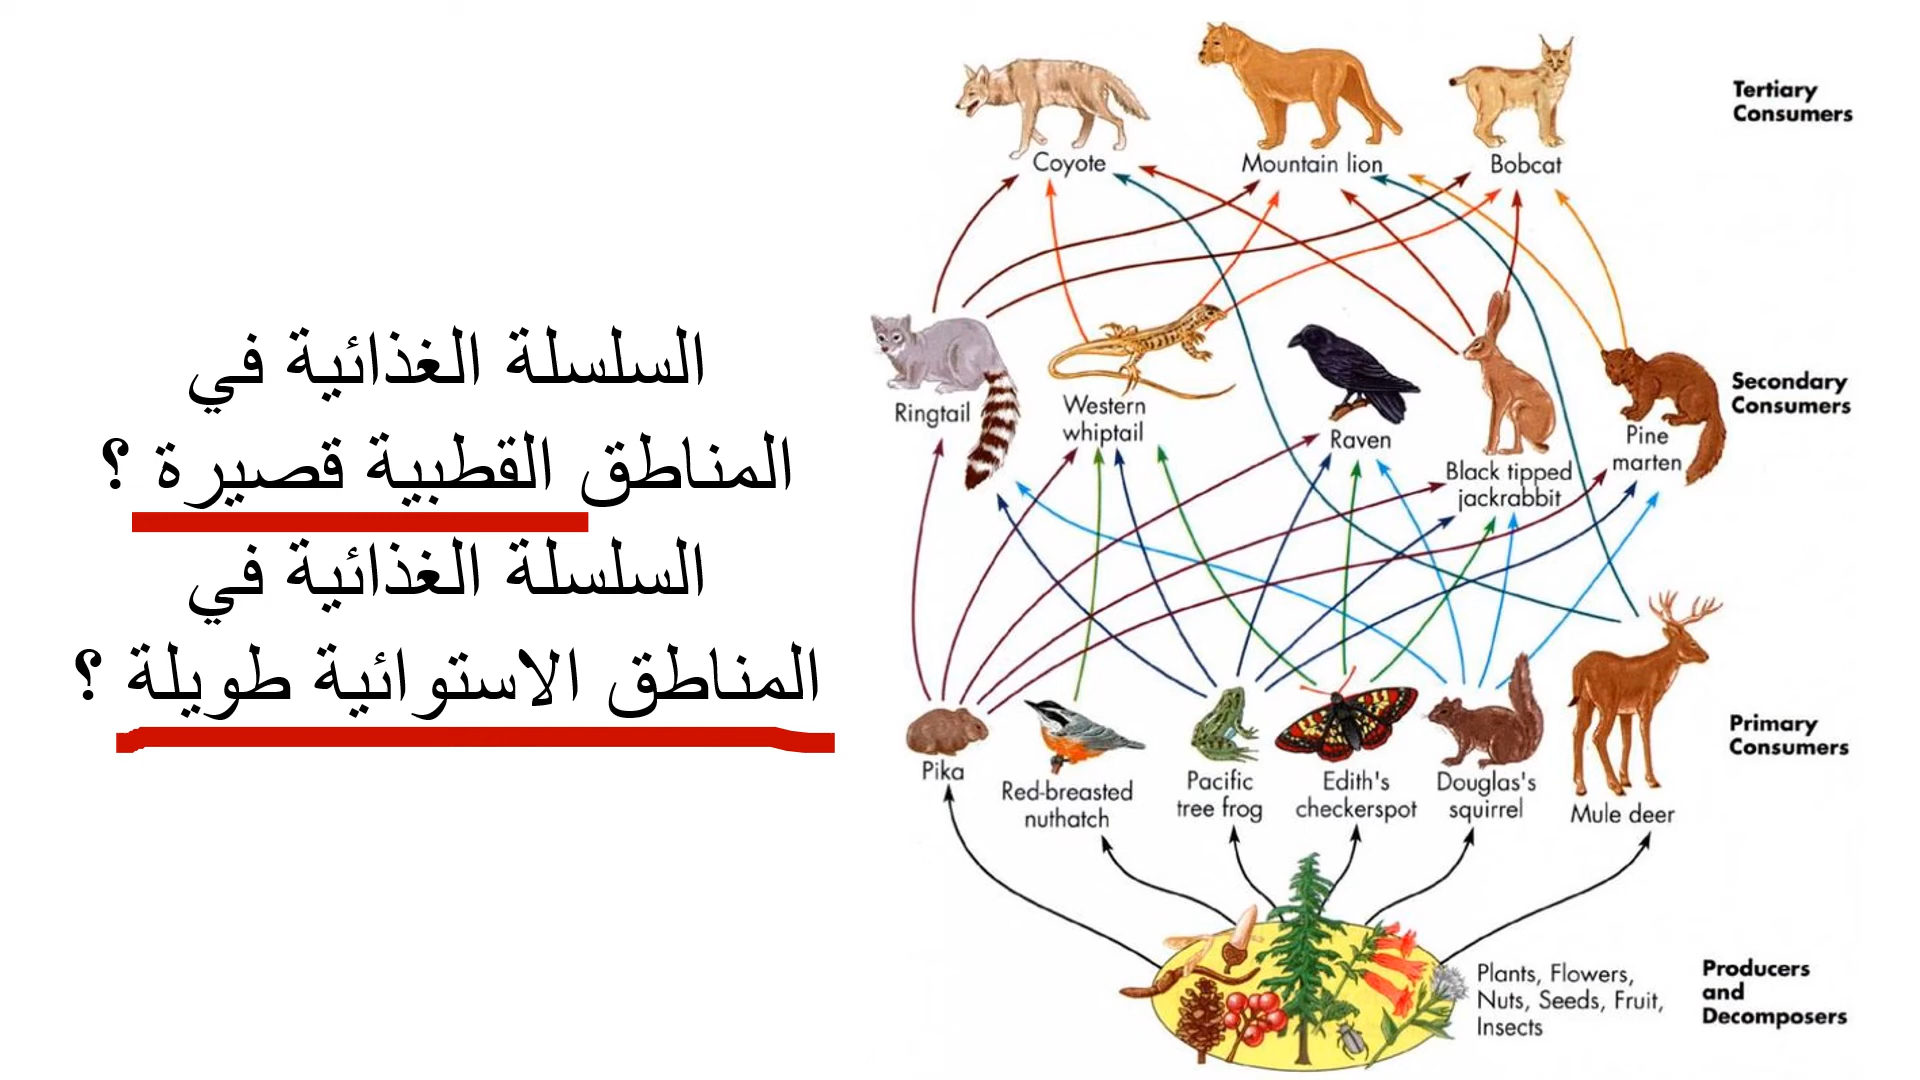 السلسلة الغذائية في
المناطق القطبية قصيرة ؟
السلسلة الغذائية في
المناطق الاستوائية طويلة ؟
Tertiary
Consumers
Coyote
Mountain lion
Bobcat
Secondary
Consumers
Ringtail
Western
whiptail
Raven
Black tipped
jackrabbit
Pine
marten
Primary
Consumers
Pika
Red-breasted
nuthatch
Pacific
tree frog
Edith's
checkerspot
Douglas's
squirrel
Mule deer
Plants, Flowers,
Nuts, Seeds, Fruit,
Insects
Producers
and
Decomposers